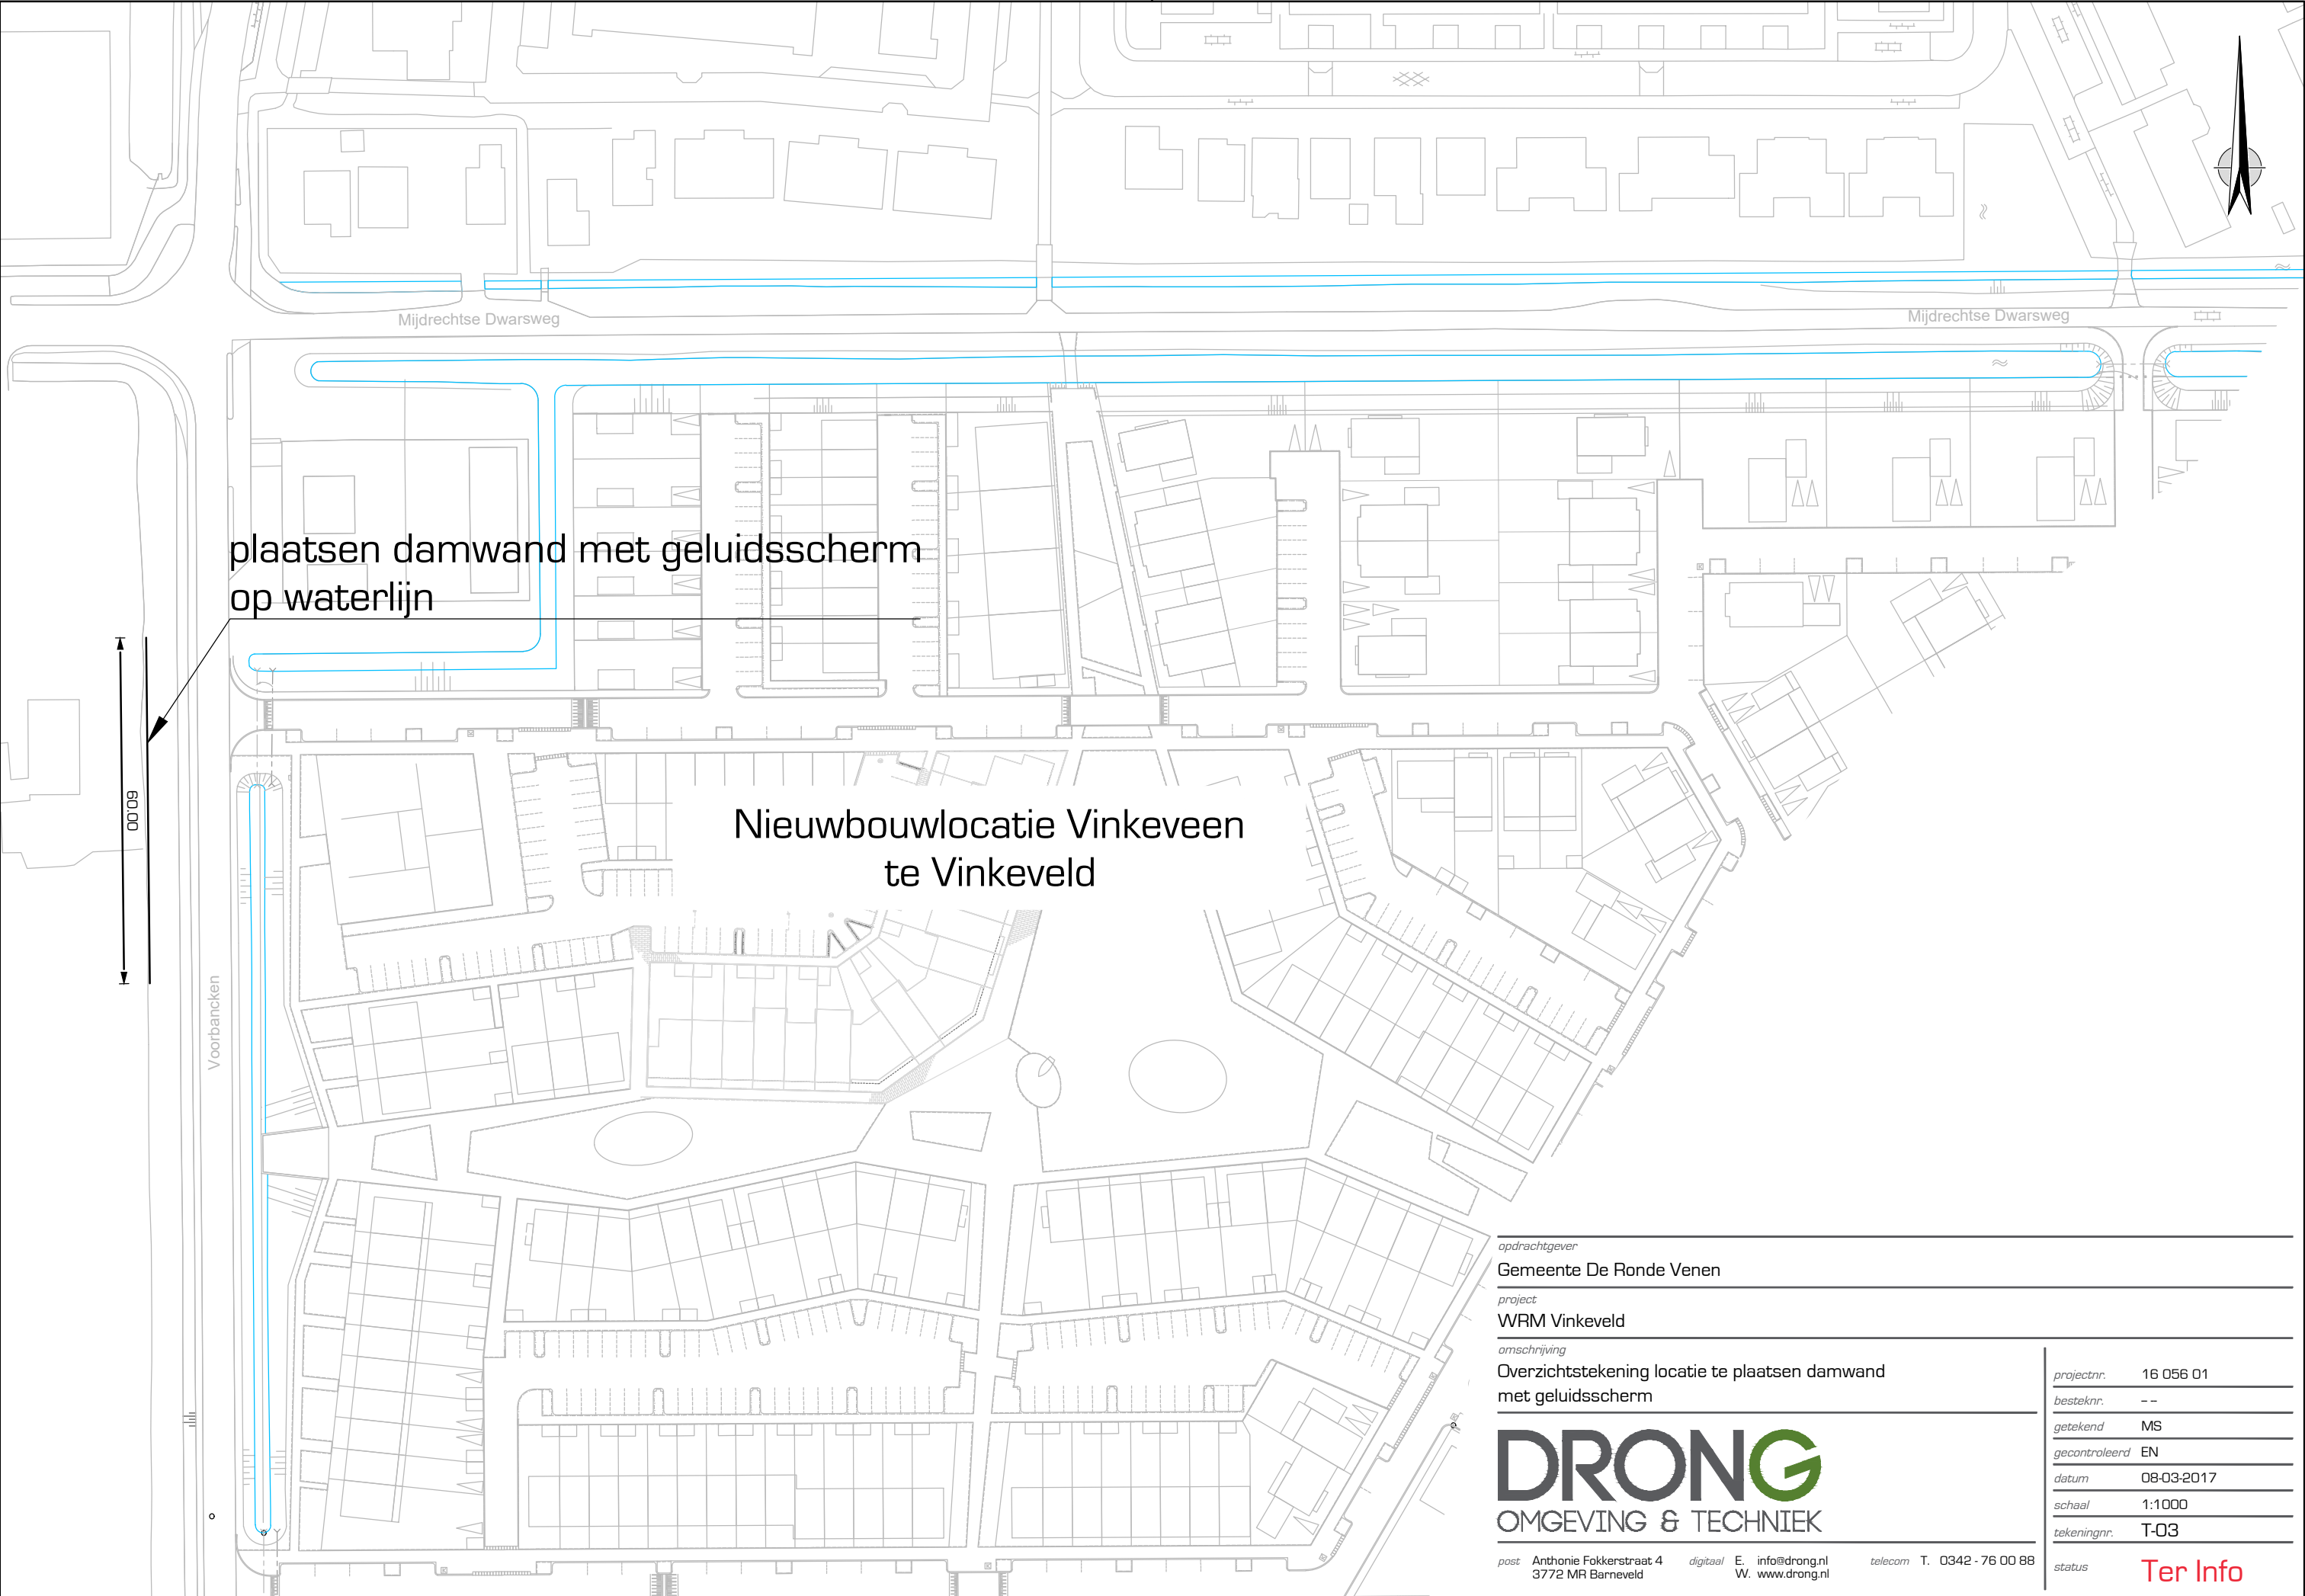 Mijdrechtse Dwarsweg
Mijdrechtse Dwarsweg
plaatsen damwand met geluidsscherm
op waterlijn
60.00
Nieuwbouwlocatie Vinkeveen
te Vinkeveld
Voorbancken
opdrachtgever
Gemeente De Ronde Venen
project
WRM Vinkeveld
omschrijving
Overzichtstekening locatie te plaatsen damwand
met geluidsscherm
projectnr. 16 056 01
besteknr. - -
getekend MS
gecontroleerd EN
datum 08-03-2017
schaal 1:1000
tekeningnr. T-03
status Ter Info
DRONG
OMGEVING & TECHNIEK
post Anthonie Fokkerstraat 4 digitaal E. info@drong.nl telecom T. 0342 - 76 00 88
3772 MR Barneveld W. www.drong.nl